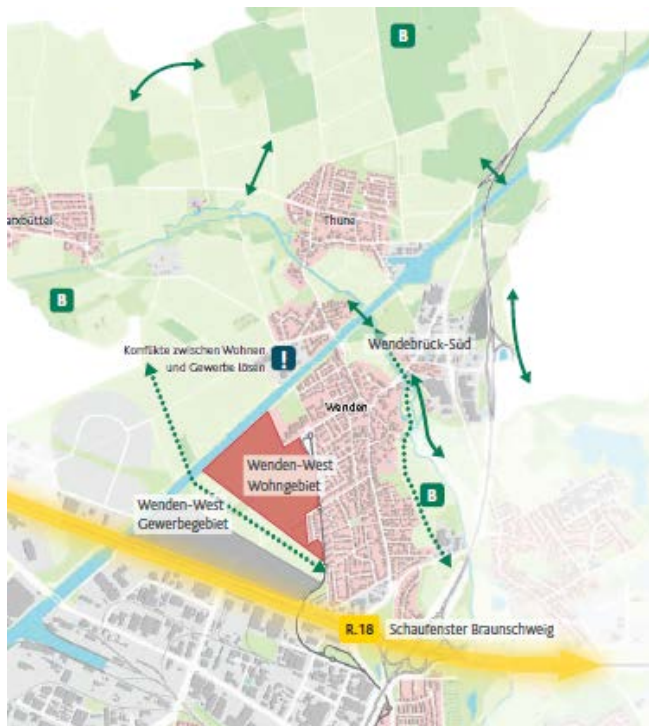 B
Thune
B
Konflikte zwischen Wohnen
und Gewerbe lösen
!
Wendebrück-Süd
Wenden
Wenden-West
Wohngebiet
Wenden-West
Gewerbegebiet
B
R.18 Schaufenster Braunschweig